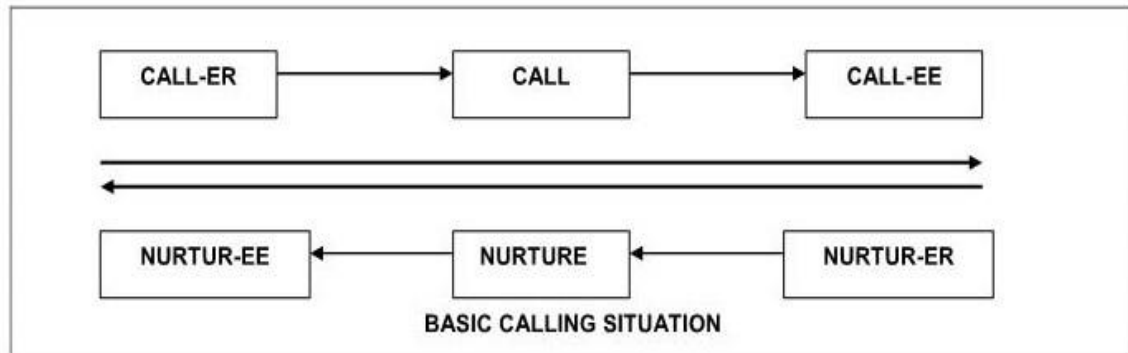 CALL-ER CALL CALL-EE
NURTUR-EE NURTURE NURTUR-ER
BASIC CALLING SITUATION